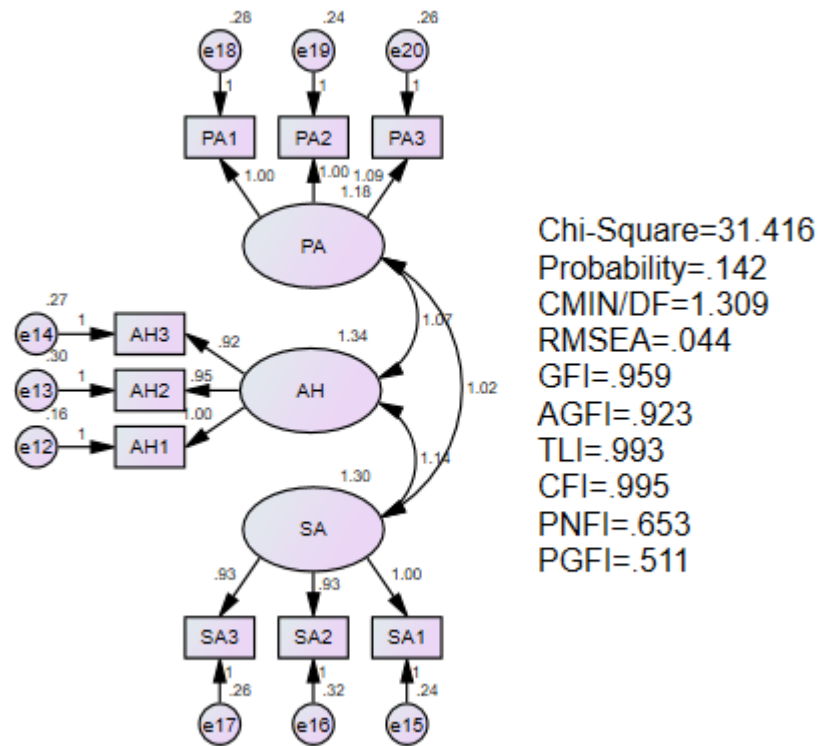 .28 .24 .26
e18 e19 e20
1 1 1
PA1 PA2 PA3
1.00 1.00 1.09
1.18
PA
Chi-Square=31.416
Probability=.142
CMIN/DF=1.309
RMSEA=.044
GFI=.959
AGFI=.923
TLI=.993
CFI=.995
PNFI=.653
PGFI=.511
.27
e14 1 AH3 .92 1.34 1.07
.30
e13 1 AH2 .95 AH 1.02
.16 1.00
e12 1 AH1
1.14
1.30
SA
.93 .93 1.00
SA3 SA2 SA1
1 1 1
.26 .32 .24
e17 e16 e15